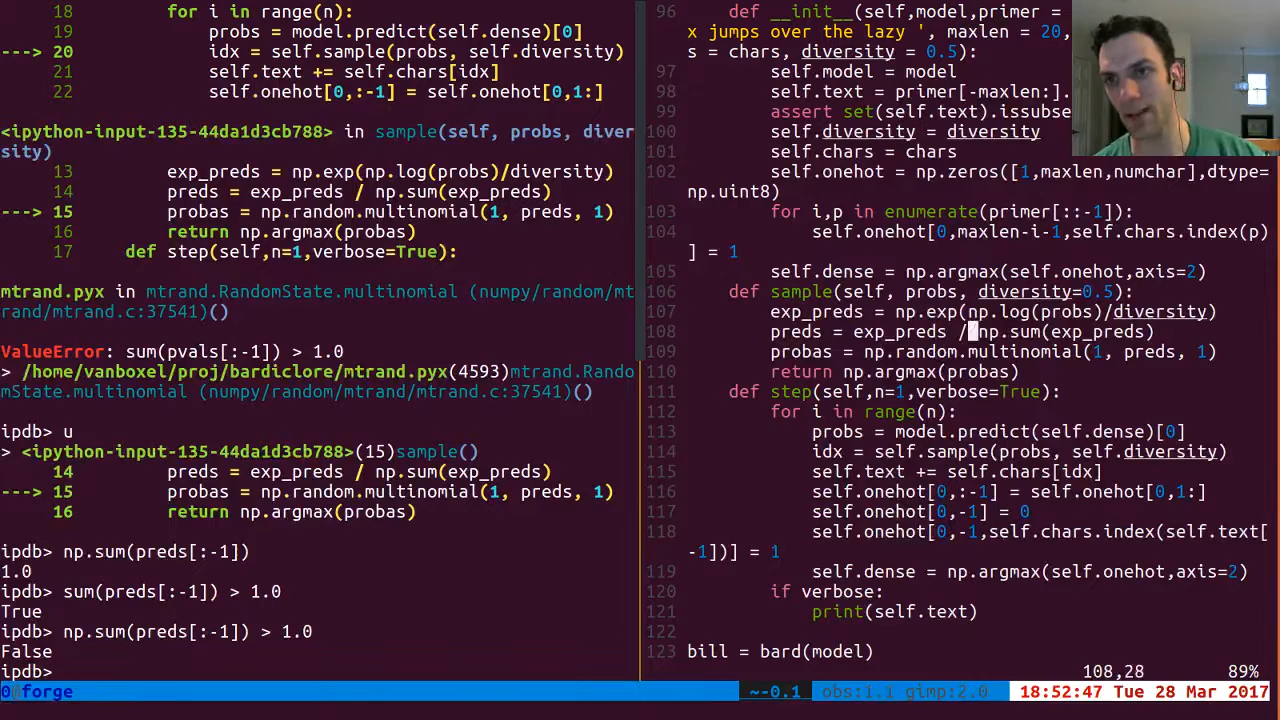 18         for i in range(n):
19             probs = model.predict(self.dense)[0]
---> 20             idx = self.sample(probs, self.diversity)
21             self.text += self.chars[idx]
22             self.onehot[0,:-1] = self.onehot[0,1:]
<ipython-input-135-44da1d3cb788> in sample(self, probs, diver
sity)
13         exp_preds = np.exp(np.log(probs)/diversity)
14         preds = exp_preds / np.sum(exp_preds)
---> 15         probas = np.random.multinomial(1, preds, 1)
16         return np.argmax(probas)
17     def step(self,n=1,verbose=True):
mtrand.pyx in mtrand.RandomState.multinomial (numpy/random/mt
rand/mtrand.c:37541)()
ValueError: sum(pvals[:-1]) > 1.0
> /home/vanboxel/proj/bardiclore/mtrand.pyx(4593)mtrand.Rando
mState.multinomial (numpy/random/mtrand/mtrand.c:37541)()
ipdb> u
> <ipython-input-135-44da1d3cb788>(15)sample()
14         preds = exp_preds / np.sum(exp_preds)
---> 15         probas = np.random.multinomial(1, preds, 1)
16         return np.argmax(probas)
ipdb> np.sum(preds[:-1])
1.0
ipdb> sum(preds[:-1]) > 1.0
True
ipdb> np.sum(preds[:-1]) > 1.0
False
ipdb>
96     def __init__(self,model,primer =
x jumps over the lazy ', maxlen = 20,
s = chars, diversity = 0.5):
97         self.model = model
98         self.text = primer[-maxlen:].
99         assert set(self.text).issubse
100         self.diversity = diversity
101         self.chars = chars
102         self.onehot = np.zeros([1,maxlen,numchar],dtype=
np.uint8)
103         for i,p in enumerate(primer[::-1]):
104             self.onehot[0,maxlen-i-1,self.chars.index(p)
] = 1
105         self.dense = np.argmax(self.onehot,axis=2)
106     def sample(self, probs, diversity=0.5):
107         exp_preds = np.exp(np.log(probs)/diversity)
108         preds = exp_preds / np.sum(exp_preds)
109         probas = np.random.multinomial(1, preds, 1)
110         return np.argmax(probas)
111     def step(self,n=1,verbose=True):
112         for i in range(n):
113             probs = model.predict(self.dense)[0]
114             idx = self.sample(probs, self.diversity)
115             self.text += self.chars[idx]
116             self.onehot[0,:-1] = self.onehot[0,1:]
117             self.onehot[0,-1] = 0
118             self.onehot[0,-1,self.chars.index(self.text[
-1])] = 1
119             self.dense = np.argmax(self.onehot,axis=2)
120         if verbose:
121             print(self.text)
122
123 bill = bard(model)
108,28 89%
0@forge ~-0.1 obs:1.1 gimp:2.0 18:52:47 Tue 28 Mar 2017